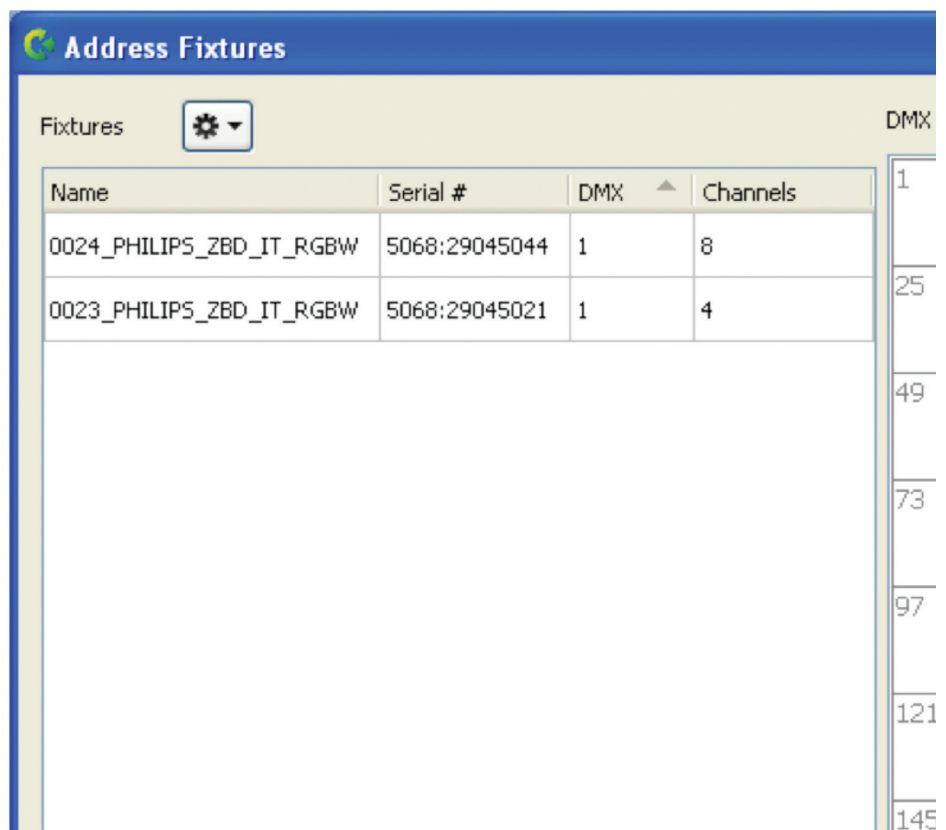 Address Fixtures
Fixtures
DMX
Name Serial # DMX Channels
0024_PHILIPS_ZBD_IT_RGBW 5068:29045044 1 8
0023_PHILIPS_ZBD_IT_RGBW 5068:29045021 1 4
1
25
49
73
97
121
145